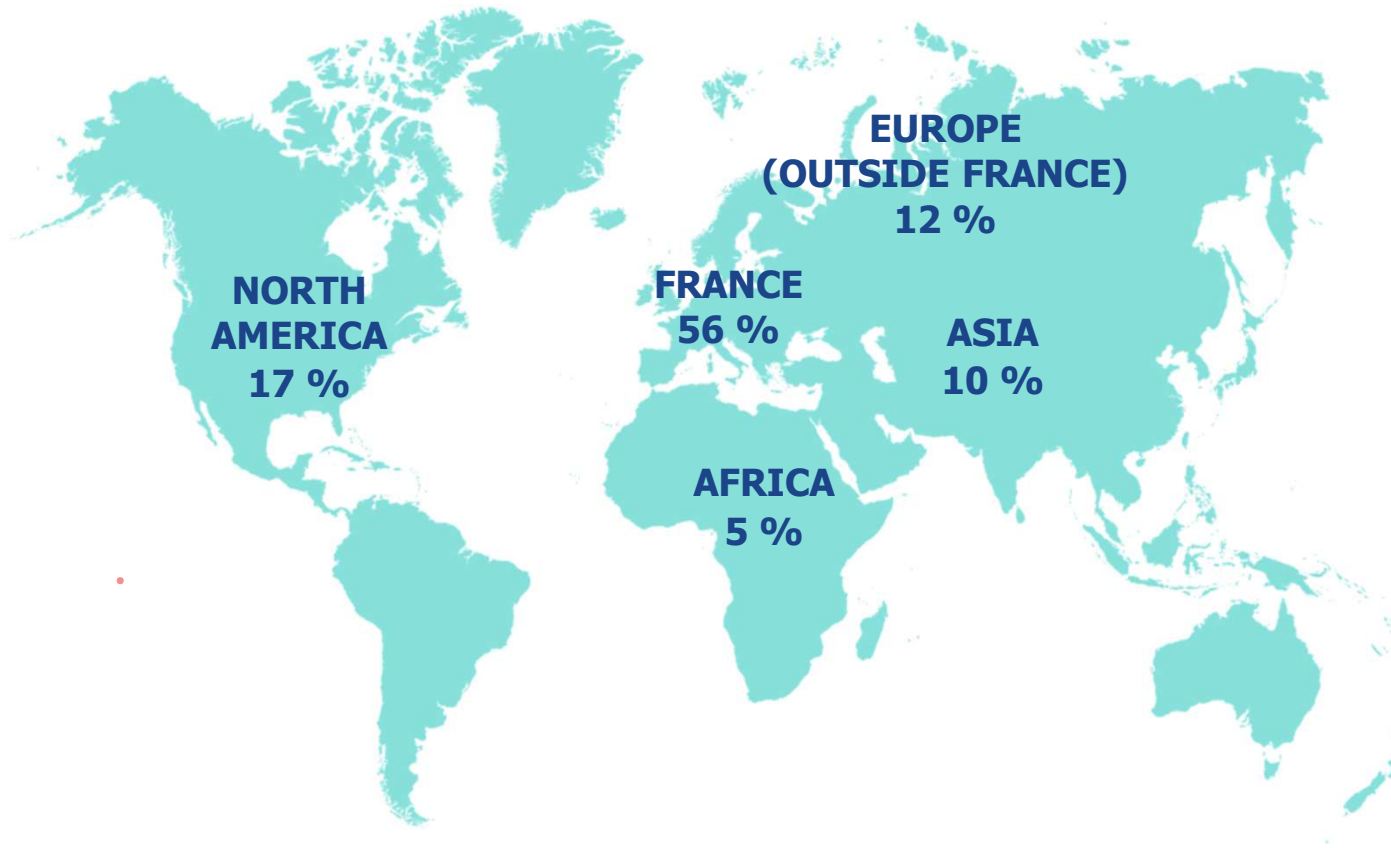 EUROPE
(OUTSIDE FRANCE)
12 %
NORTH
AMERICA
17 %
FRANCE
56 %
ASIA
10 %
AFRICA
5 %